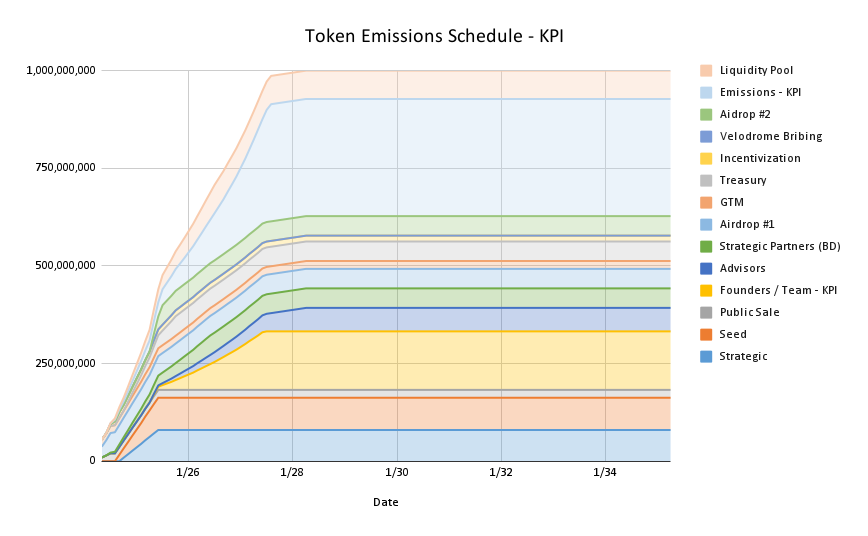 Token Emissions Schedule - KPI
1,000,000,000
750,000,000
500,000,000
250,000,000
0
1/26
1/28
1/30
1/32
1/34
Date
Liquidity Pool
Emissions - KPI
Aidrop #2
Velodrome Bribing
Incentivization
Treasury
GTM
Airdrop #1
Strategic Partners (BD)
Advisors
Founders / Team - KPI
Public Sale
Seed
Strategic